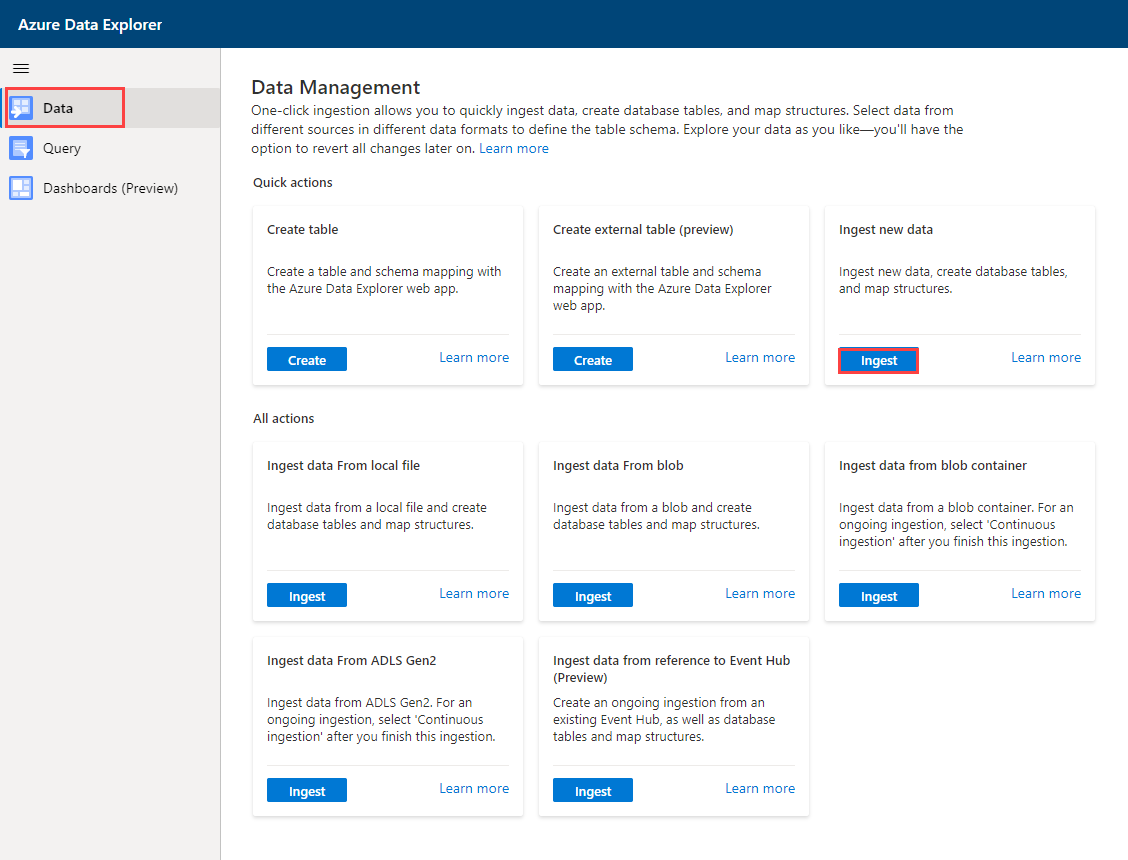 Azure Data Explorer
Data
Query
Dashboards (Preview)
Data Management
One-click ingestion allows you to quickly ingest data, create database tables, and map structures. Select data from
different sources in different data formats to define the table schema. Explore your data as you like—you'll have the
option to revert all changes later on. Learn more
Quick actions
Create table
Create a table and schema mapping with
the Azure Data Explorer web app.
Create
Learn more
Create external table (preview)
Create an external table and schema
mapping with the Azure Data Explorer
web app.
Create
Learn more
Ingest new data
Ingest new data, create database tables,
and map structures.
Ingest
Learn more
All actions
Ingest data From local file
Ingest data from a local file and create
database tables and map structures.
Ingest
Learn more
Ingest data From blob
Ingest data from a blob and create
database tables and map structures.
Ingest
Learn more
Ingest data from blob container
Ingest data from a blob container. For an
ongoing ingestion, select 'Continuous
ingestion' after you finish this ingestion.
Ingest
Learn more
Ingest data From ADLS Gen2
Ingest data from ADLS Gen2. For an
ongoing ingestion, select 'Continuous
ingestion' after you finish this ingestion.
Ingest
Learn more
Ingest data from reference to Event Hub
(Preview)
Create an ongoing ingestion from an
existing Event Hub, as well as database
tables and map structures.
Ingest
Learn more